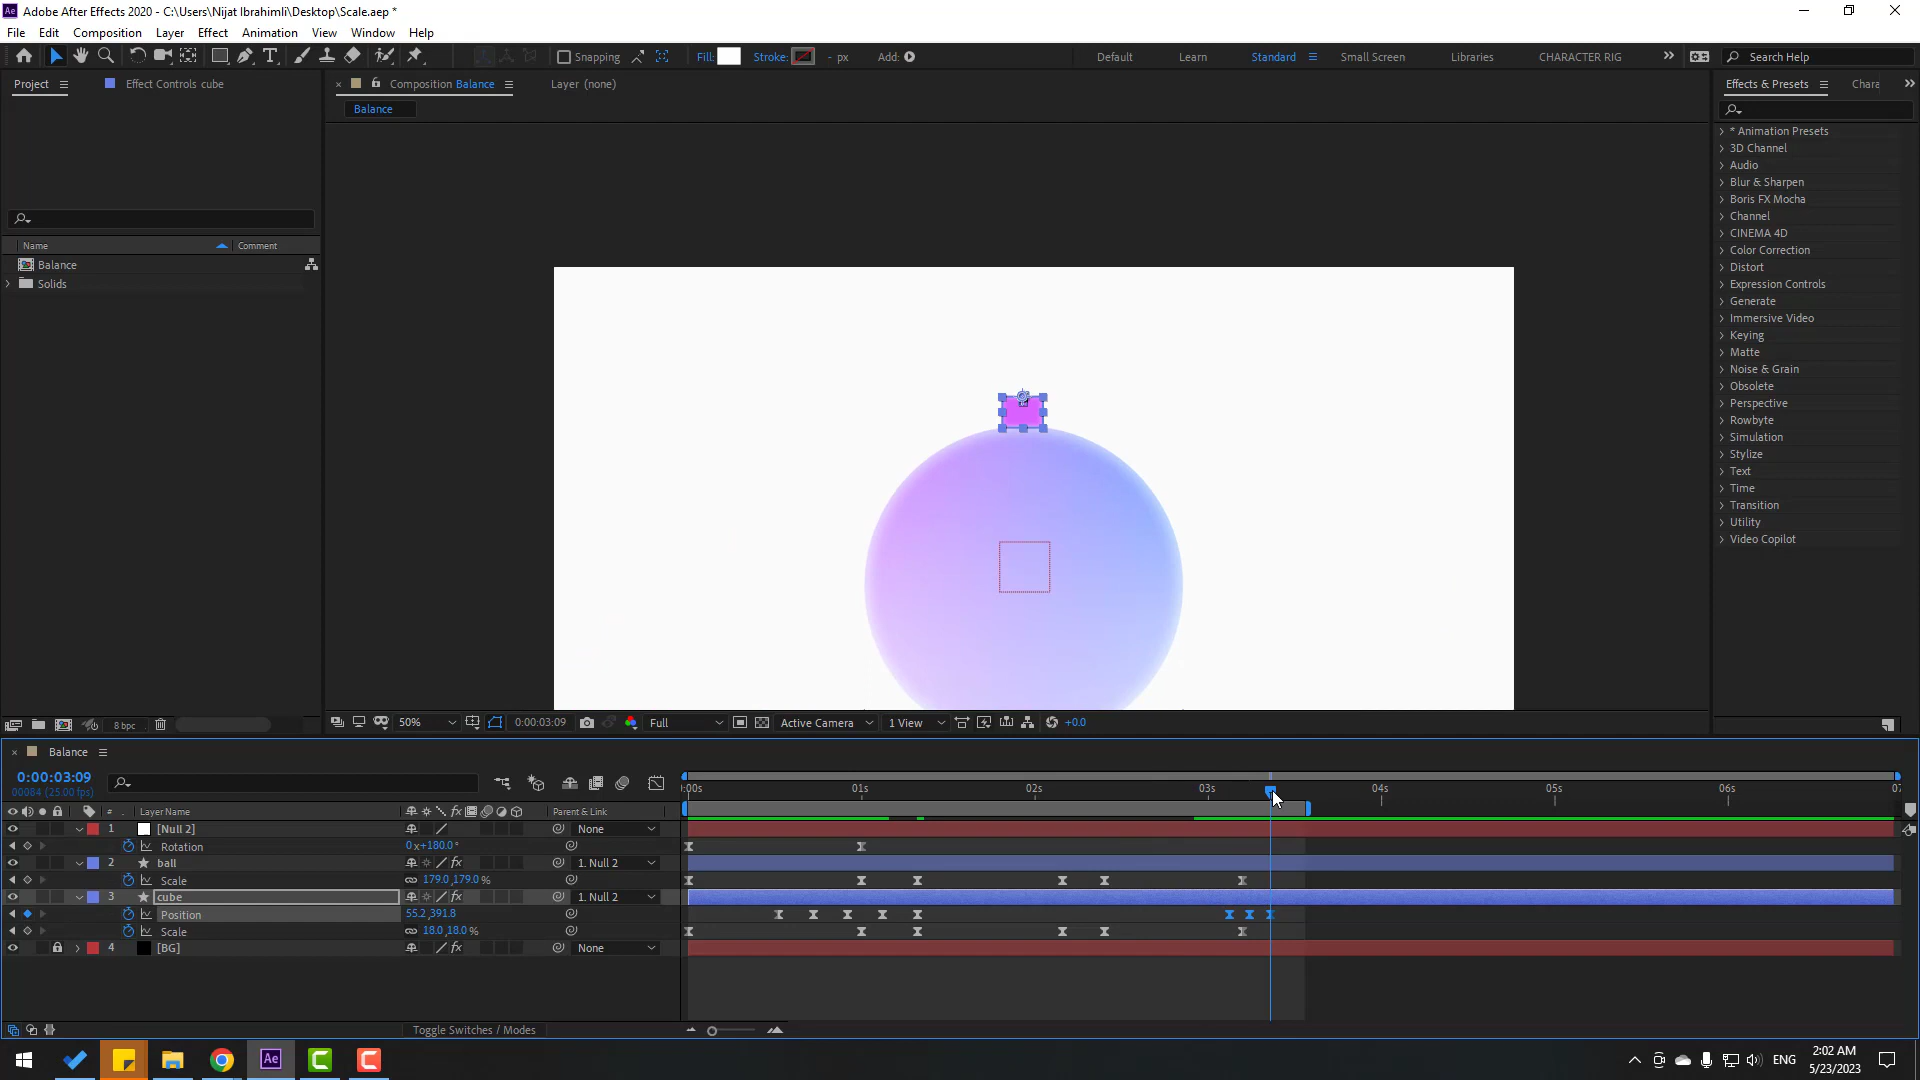 Adobe After Effects 2020 - C:\Users\Nijat Ibrahimli\Desktop\Scale.aep *
File Edit Composition Layer Effect Animation View Window Help
Snapping Fill: Stroke: - px Add: Default Learn Standard Small Screen Libraries CHARACTER RIG Search Help
Project Effect Controls cube Composition Balance Layer (none) Effects & Presets Chara
Balance
* Animation Presets
3D Channel
Audio
Blur & Sharpen
Boris FX Mocha
Channel
CINEMA 4D
Color Correction
Distort
Expression Controls
Generate
Immersive Video
Keying
Matte
Noise & Grain
Obsolete
Perspective
Rowbyte
Simulation
Stylize
Text
Time
Transition
Utility
Video Copilot
Name Comment
Balance
Solids
8 bpc 50% 0:00:03:09 Full Active Camera 1 View +0.0
Balance
0:00:03:09
00084 (25.00 fps)
:00s 01s 02s 03s 04s 05s 06s 07
# Layer Name Parent & Link
1 [Null 2] None
Rotation 0x+180.0°
2 ball 1. Null 2
Scale 179.0,179.0%
3 cube 1. Null 2
Position 55.2,391.8
Scale 18.0,18.0%
4 [BG] None
Toggle Switches / Modes
Ae ENG 2:02 AM
5/23/2023